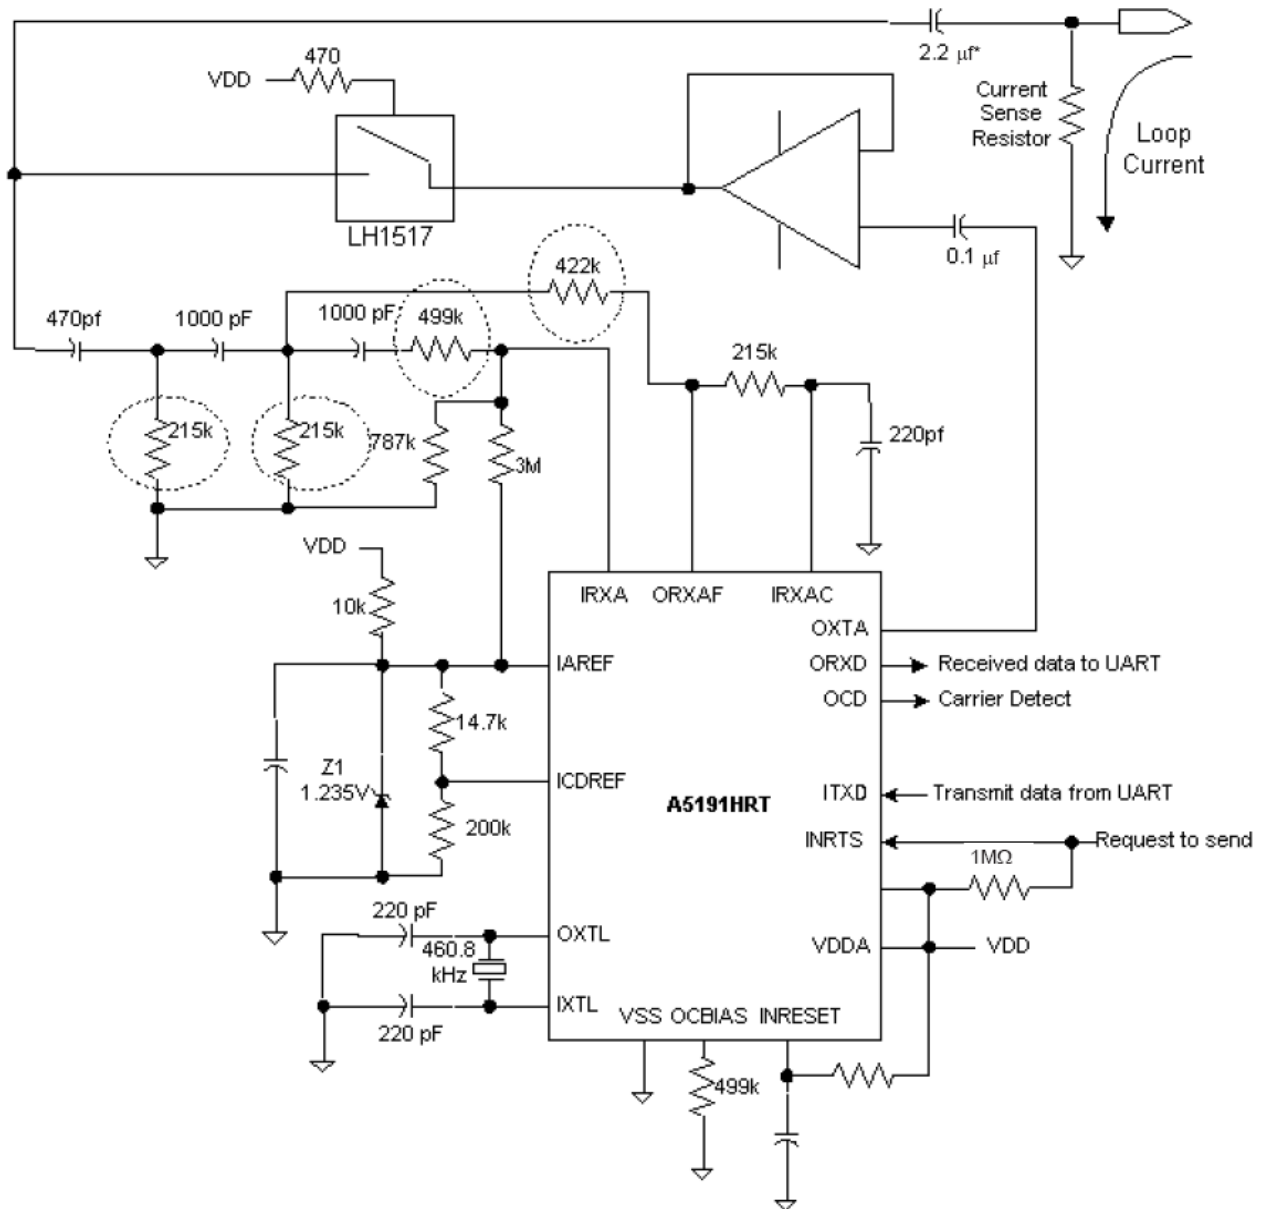 2.2 µf*
470
VDD
Current
Sense
Resistor
Loop
Current
LH1517
0.1 µf
422k
470pf
1000 pF
1000 pF
499k
215k
215k
215k
787k
3M
220pf
VDD
10k
IRXA
ORXAF
IRXAC
OXTA
IAREF
ORXD
Received data to UART
OCD
Carrier Detect
14.7k
Z1
1.235V
ICDREF
A5191HRT
ITXD
Transmit data from UART
200k
INRTS
Request to send
1MΩ
220 pF
OXTL
460.8
kHz
VDDA
VDD
IXTL
220 pF
VSS
OCBIAS
INRESET
499k